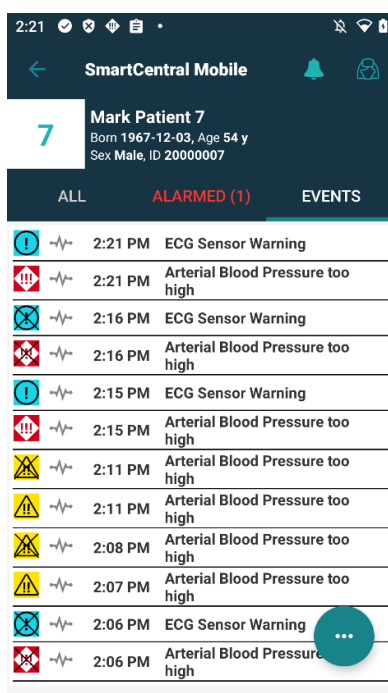 2:21
SmartCentral Mobile
7
Mark Patient 7
Born 1967-12-03, Age 54 y
Sex Male, ID 20000007
ALL ALARMED (1) EVENTS
2:21 PM ECG Sensor Warning
2:21 PM Arterial Blood Pressure too
high
2:16 PM ECG Sensor Warning
2:16 PM Arterial Blood Pressure too
high
2:15 PM ECG Sensor Warning
2:15 PM Arterial Blood Pressure too
high
2:11 PM Arterial Blood Pressure too
high
2:11 PM Arterial Blood Pressure too
high
2:08 PM Arterial Blood Pressure too
high
2:07 PM Arterial Blood Pressure too
high
2:06 PM ECG Sensor Warning
2:06 PM Arterial Blood Pressure
high